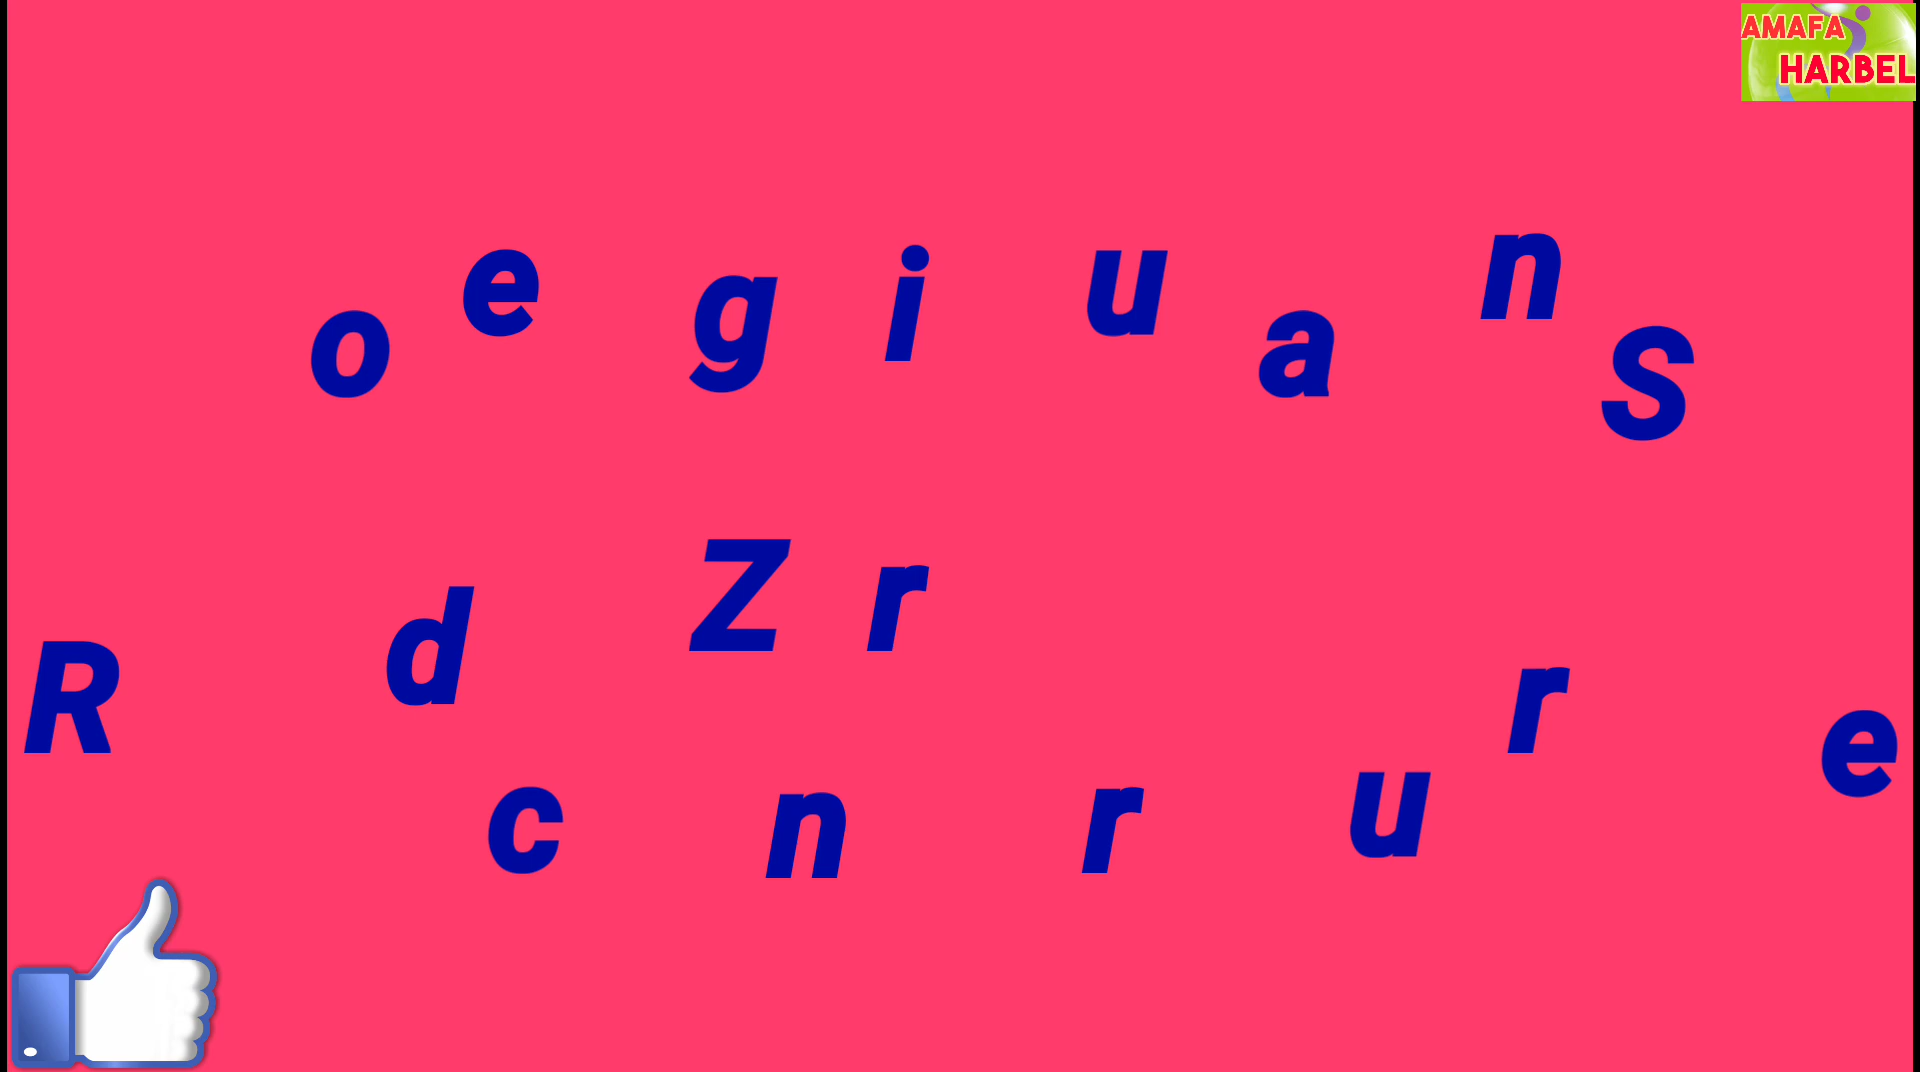 AMAFA
HARBEL
o e g i u a n S
R d Z r r e
c n r u